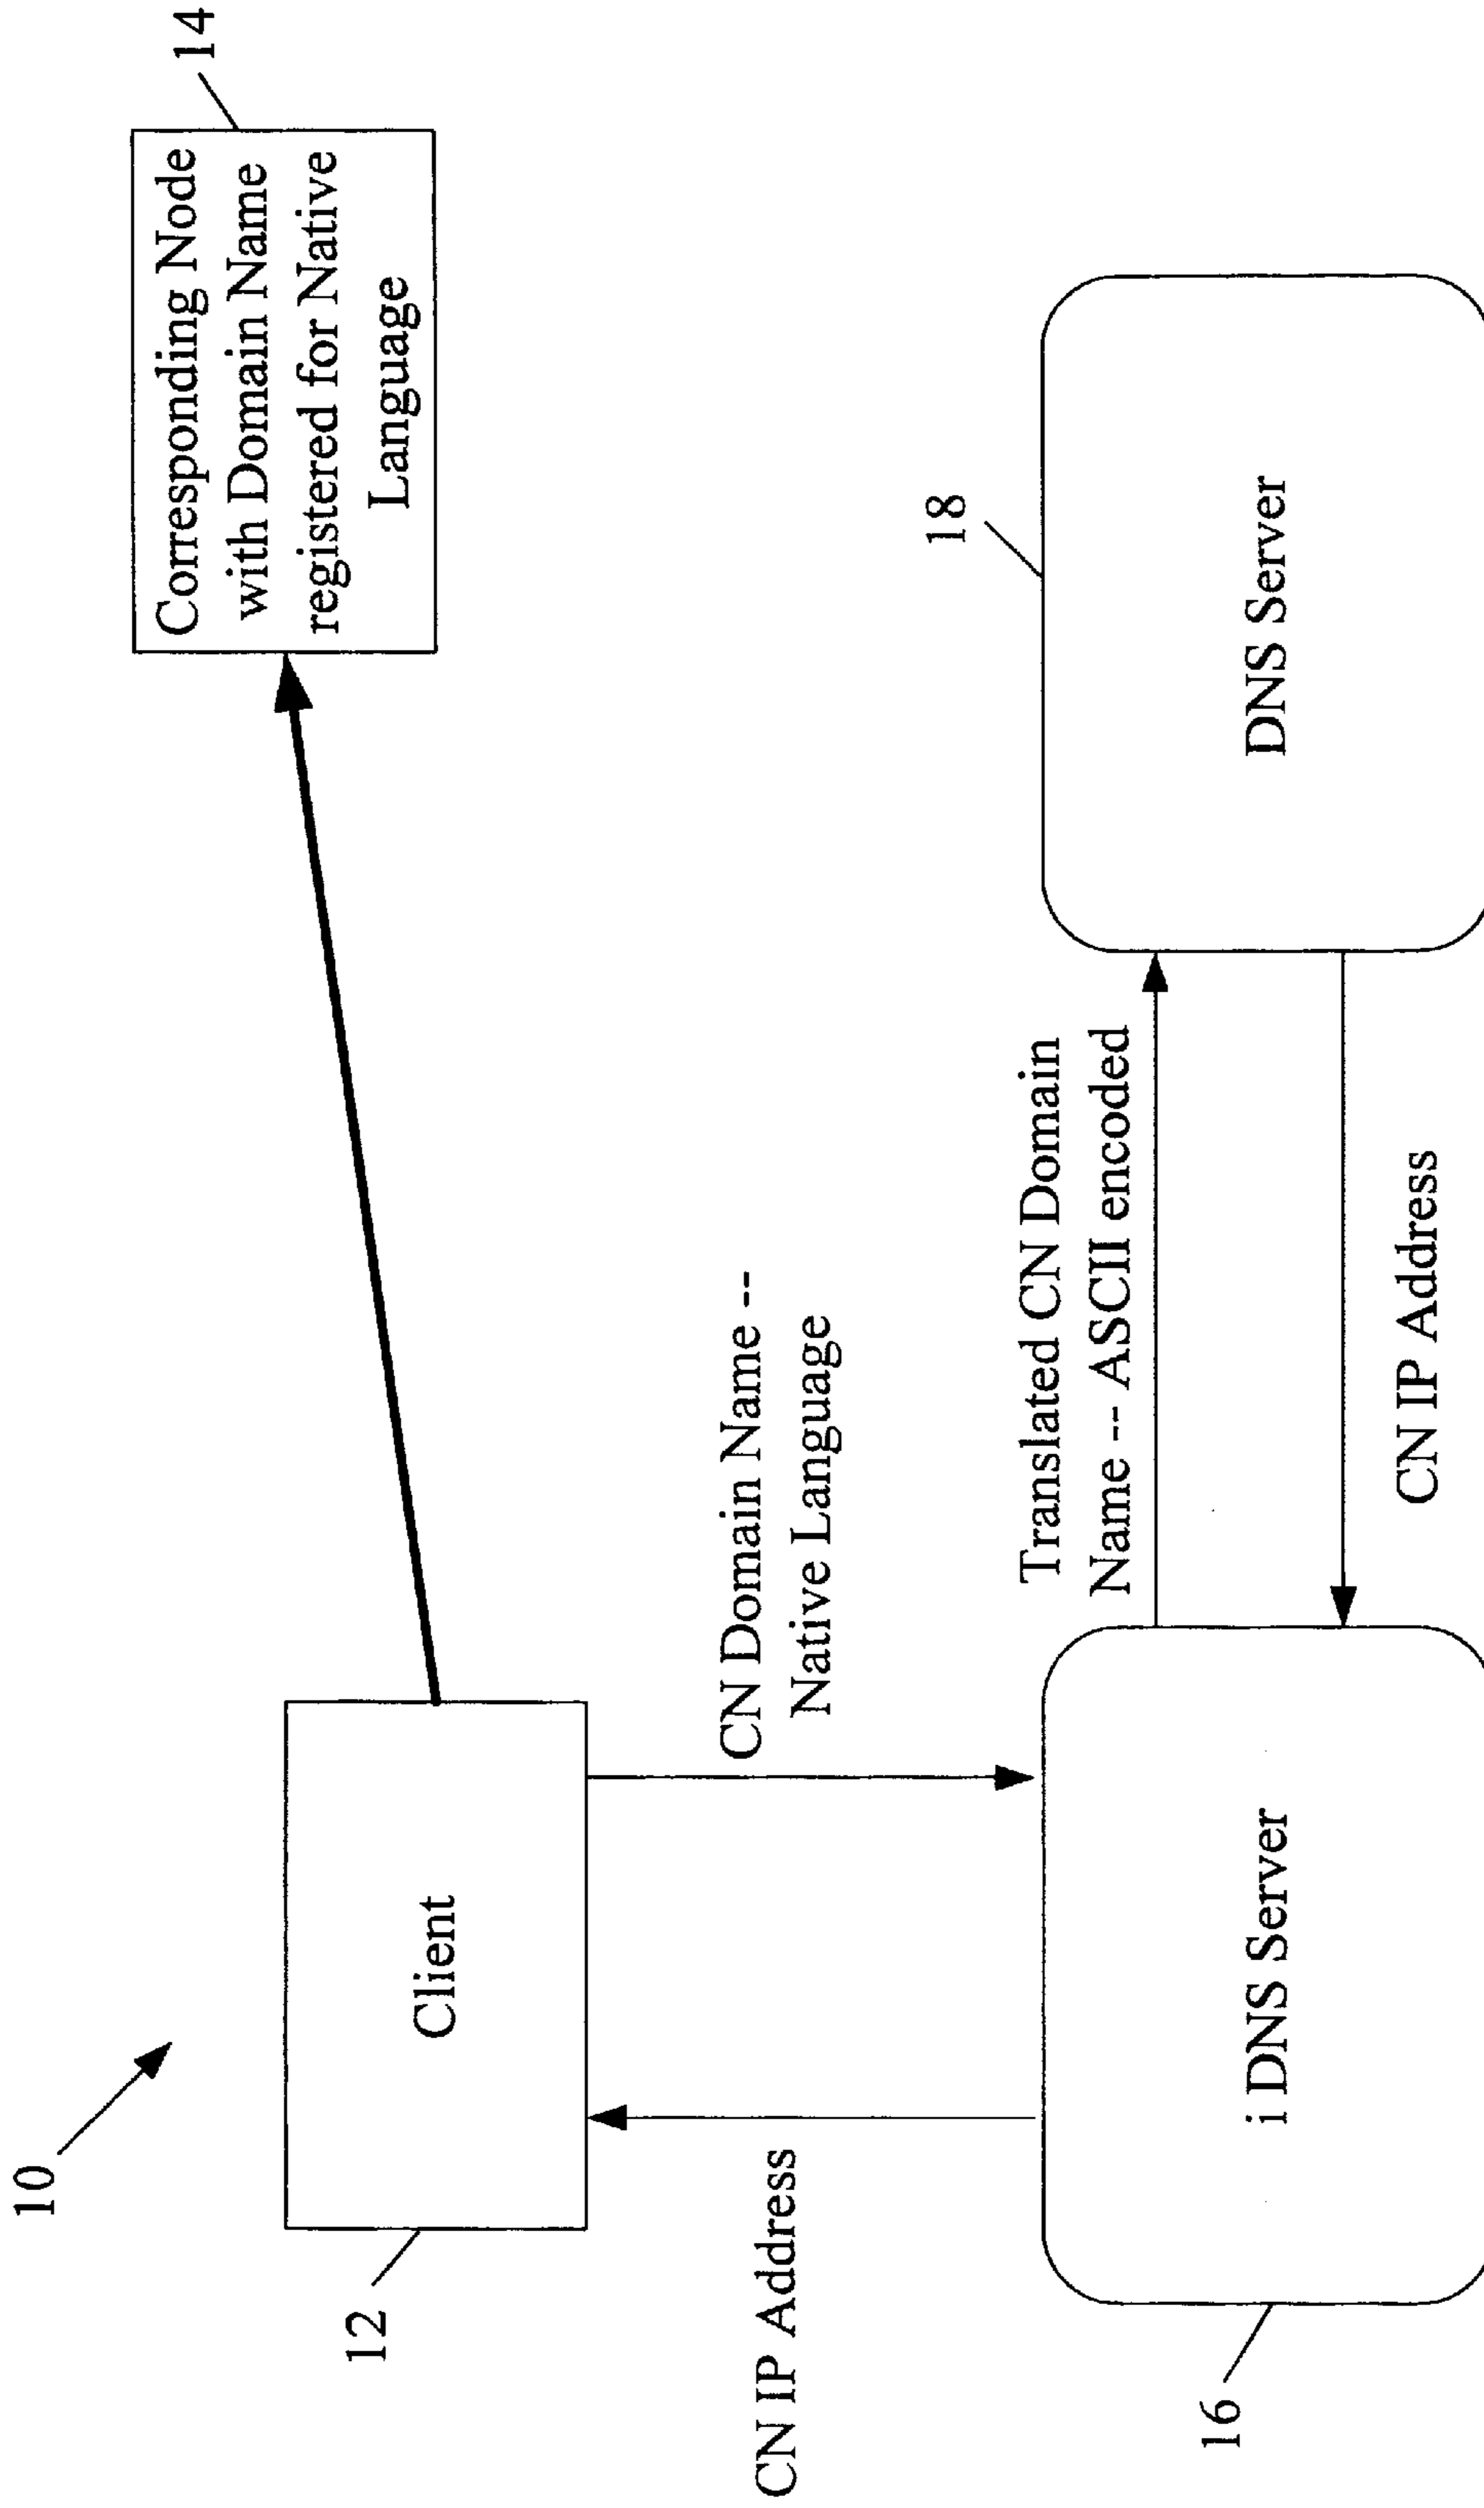 10
12
Client
14
Corresponding Node
with Domain Name
registered for Native
Language
CN IP Address
CN Domain Name --
Native Language
16
i DNS Server
Translated CN Domain
Name -- ASCII encoded
CN IP Address
18
DNS Server